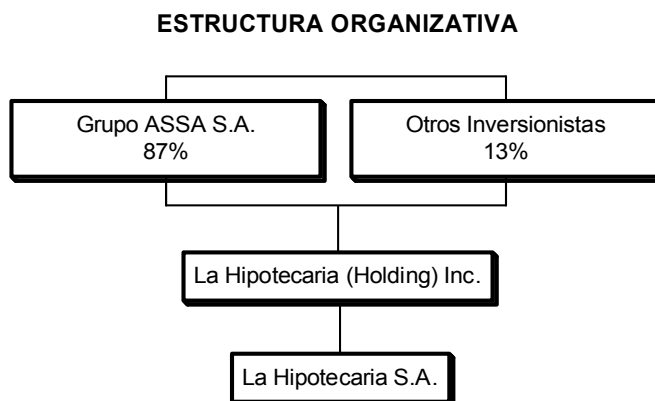 ESTRUCTURA ORGANIZATIVA
Grupo ASSA S.A.
87%
Otros Inversionistas
13%
La Hipotecaria (Holding) Inc.
La Hipotecaria S.A.